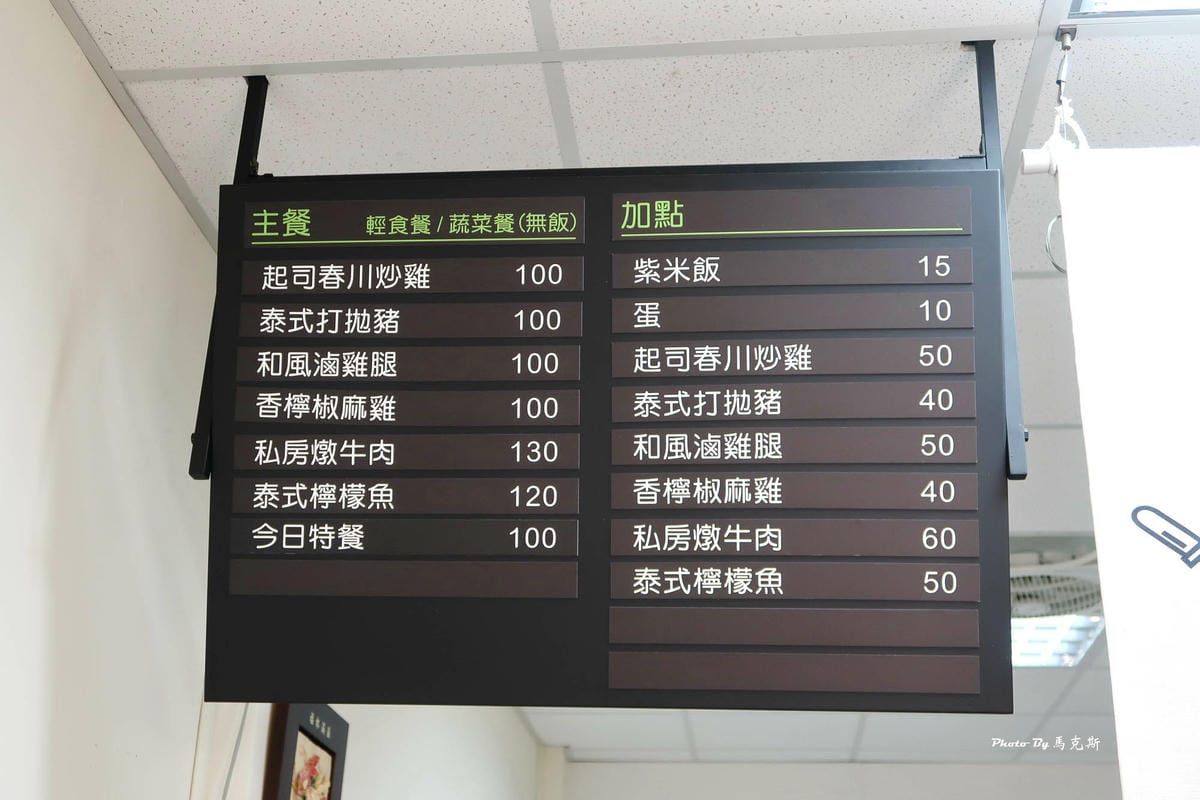 主餐 輕食餐/蔬菜餐(無飯)
起司春川炒雞 100
泰式打拋豬 100
和風滷雞腿 100
香檸椒麻雞 100
私房燉牛肉 130
泰式檸檬魚 120
今日特餐 100
加點
紫米飯 15
蛋 10
起司春川炒雞 50
泰式打拋豬 40
和風滷雞腿 50
香檸椒麻雞 40
私房燉牛肉 60
泰式檸檬魚 50
Photo By 馬克斯